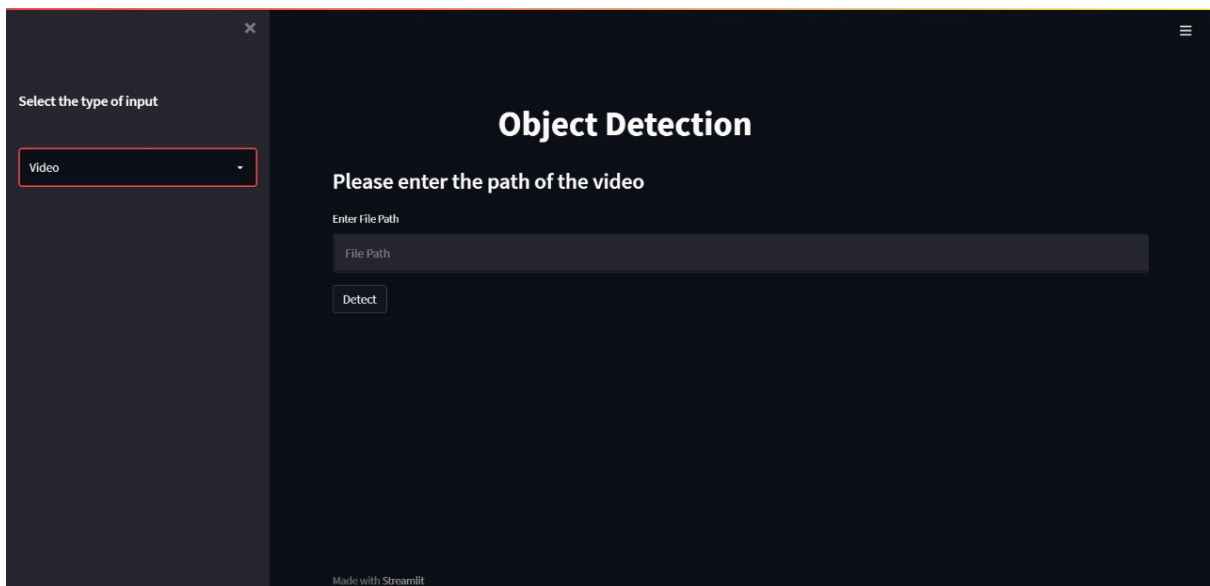 Select the type of input
Video
Object Detection
Please enter the path of the video
Enter File Path
File Path
Detect
Made with Streamlit